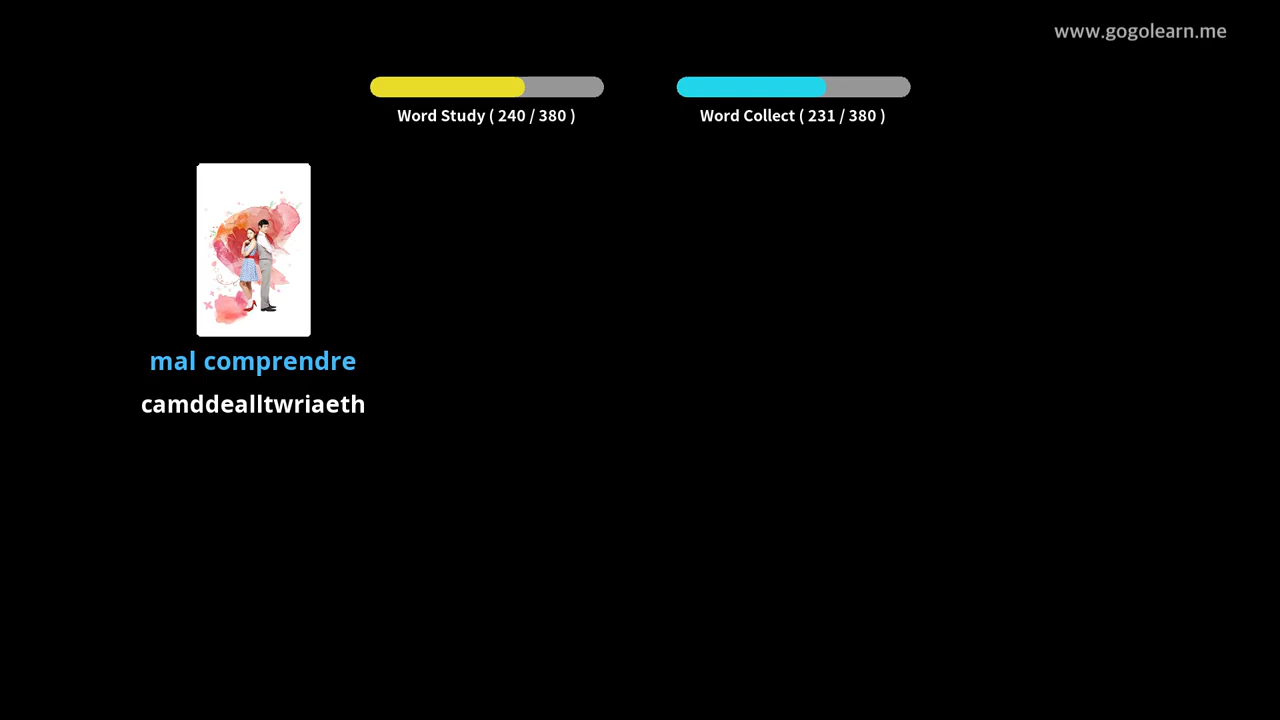 www.gogolearn.me
Word Study ( 240 / 380 )
Word Collect ( 231 / 380 )
mal comprendre
camddealltwriaeth